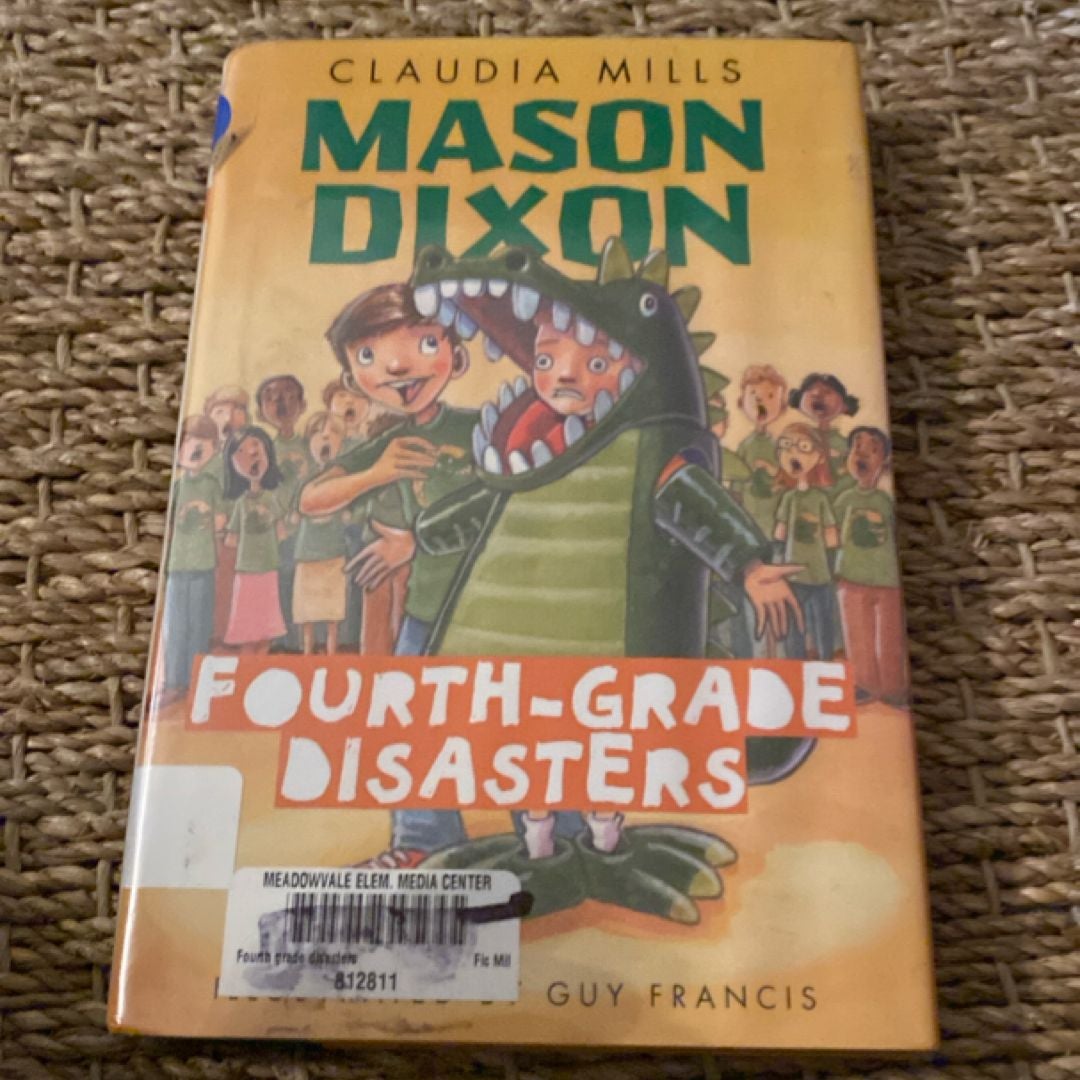 CLAUDIA MILLS
MASON
DIXON
FOURTH-GRADE
DISASTERS
MEADOWVALE ELEM. MEDIA CENTER
Fourth grade disasters Fic Mil
812811
GUY FRANCIS